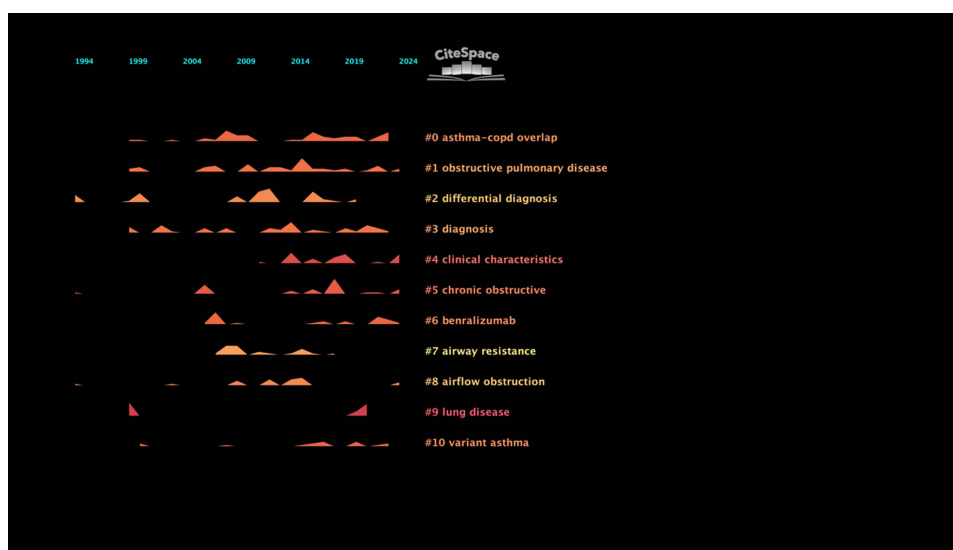 CiteSpace
1994 1999 2004 2009 2014 2019 2024
#0 asthma-copd overlap
#1 obstructive pulmonary disease
#2 differential diagnosis
#3 diagnosis
#4 clinical characteristics
#5 chronic obstructive
#6 benralizumab
#7 airway resistance
#8 airflow obstruction
#9 lung disease
#10 variant asthma